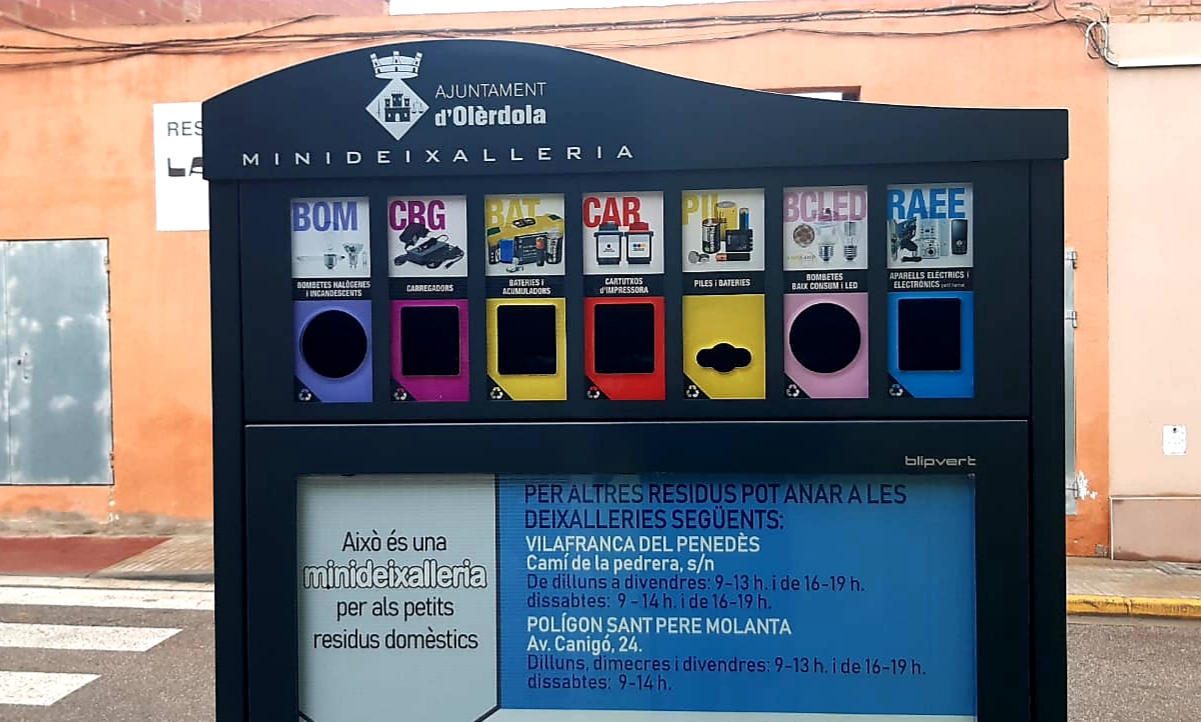 AJUNTAMENT
d'Olèrdola
MINIDEIXALLERIA
RES
BOM
CRG
BAT
CAR
BCLED
RAEE
BOMBETES HALÒGENES
I INCANDESCENTS
CARREGADORS
BATERIES I
ACUMULADORS
CARTUTXOS
d'IMPRESSORA
PILES I BATERIES
BOMBETES
BAIX CONSUM I LED
APARELLS ELÈCTRICS I
ELECTRÒNICS petit format
blipvert
Això és una
minideixalleria
per als petits
residus domèstics
PER ALTRES RESIDUS POT ANAR A LES
DEIXALLERIES SEGÜENTS:
VILAFRANCA DEL PENEDÈS
Camí de la pedrera, s/n
De dilluns a divendres: 9-13 h. i de 16-19 h.
dissabtes: 9-14 h. i de 16-19 h.
POLÍGON SANT PERE MOLANTA
Av. Canigó, 24.
Dilluns, dimecres i divendres: 9-13 h. i de 16-19 h.
dissabtes: 9-14 h.